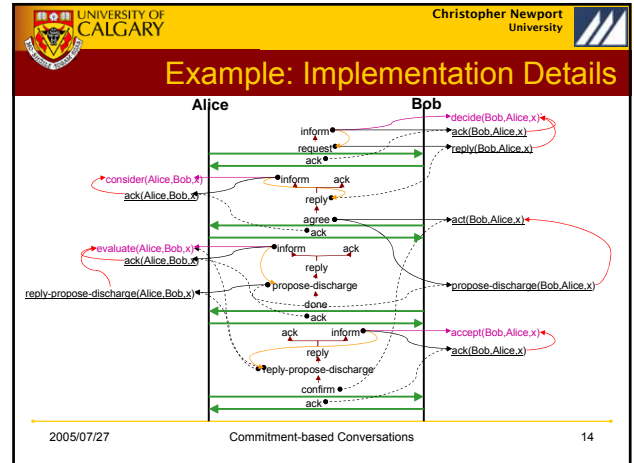 UNIVERSITY OF
CALGARY
Christopher Newport
University
Example: Implementation Details
Alice
Bob
decide(Bob,Alice,x)
inform
ack(Bob,Alice,x)
request
reply(Bob,Alice,x)
ack
consider(Alice,Bob,x)
inform
ack
ack(Alice,Bob,x)
reply
agree
act(Bob,Alice,x)
ack
evaluate(Alice,Bob,x)
inform
ack
ack(Alice,Bob,x)
reply
propose-discharge
propose-discharge(Bob,Alice,x)
reply-propose-discharge(Alice,Bob,x)
done
ack
ack
inform
accept(Bob,Alice,x)
reply
ack(Bob,Alice,x)
reply-propose-discharge
confirm
ack
2005/07/27
Commitment-based Conversations
14